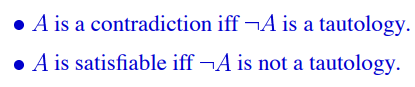 • A is a contradiction iff ¬A is a tautology.
• A is satisfiable iff ¬A is not a tautology.